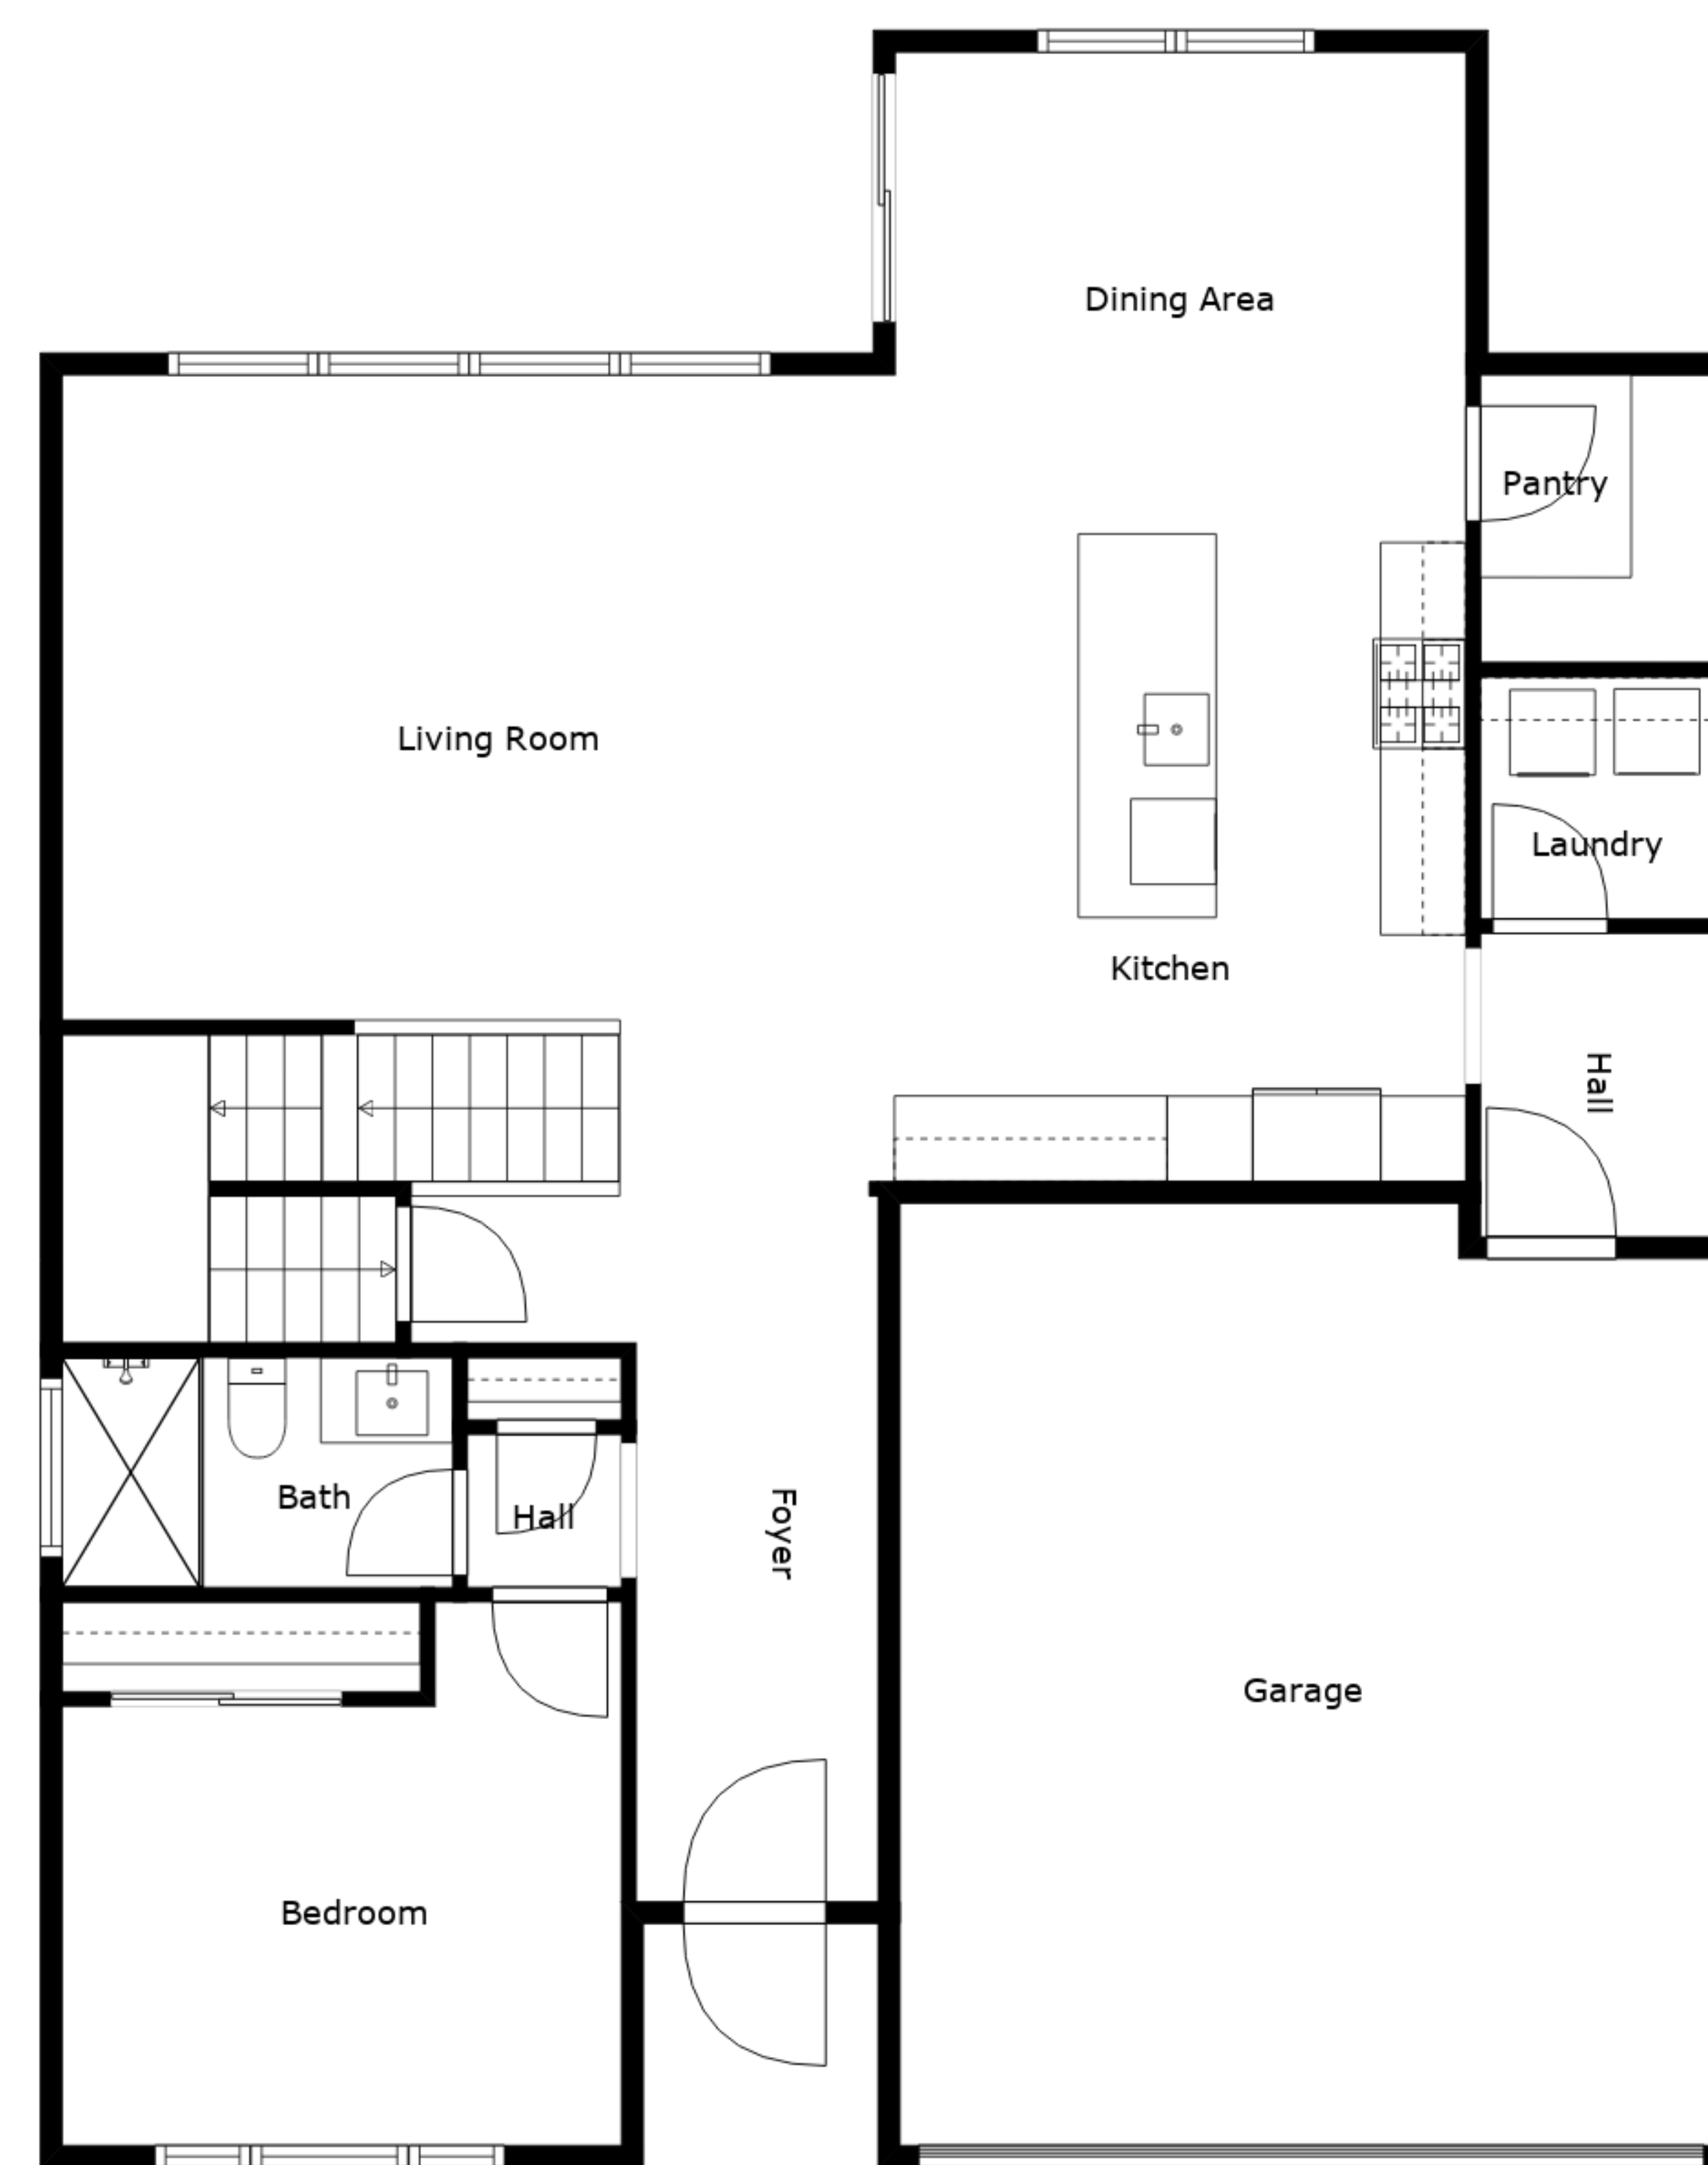 Dining Area
Pantry
Living Room
Laundry
Kitchen
Hall
Bath
Hall
Foyer
Garage
Bedroom